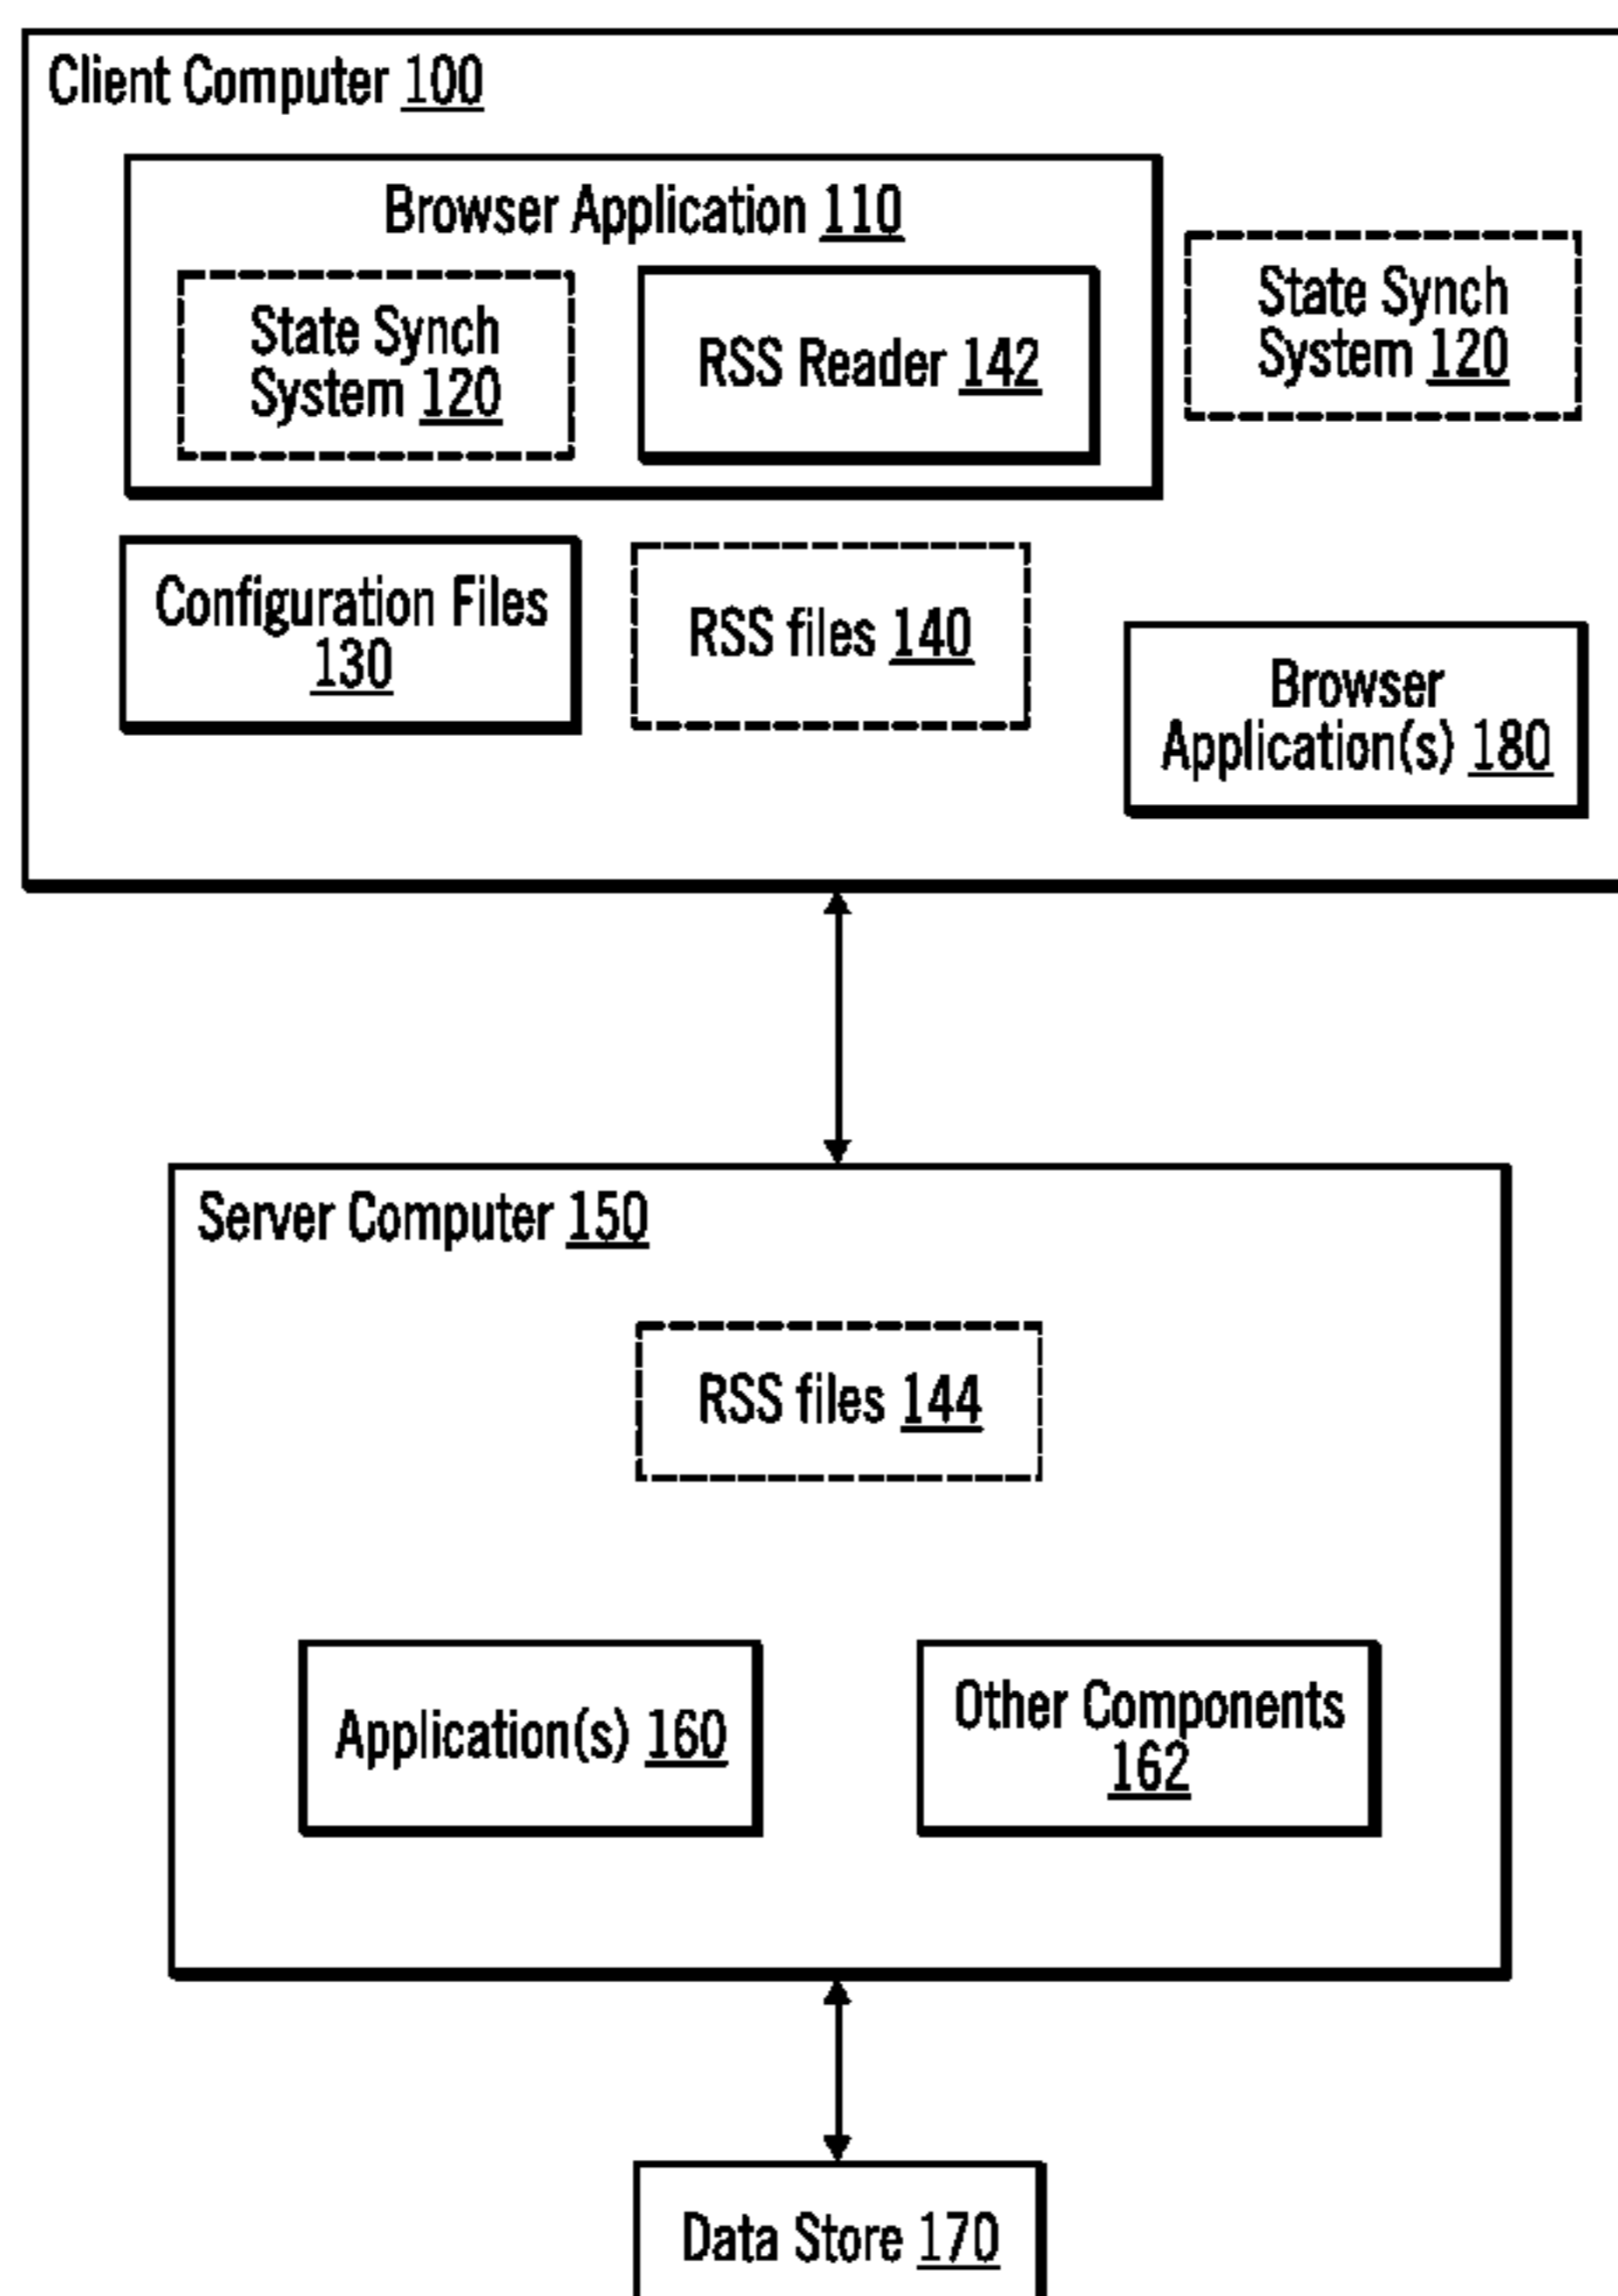 Client Computer 100
Browser Application 110
State Synch
System 120
RSS Reader 142
State Synch
System 120
Configuration Files
130
RSS files 140
Browser
Application(s) 180
Server Computer 150
RSS files 144
Application(s) 160
Other Components
162
Data Store 170